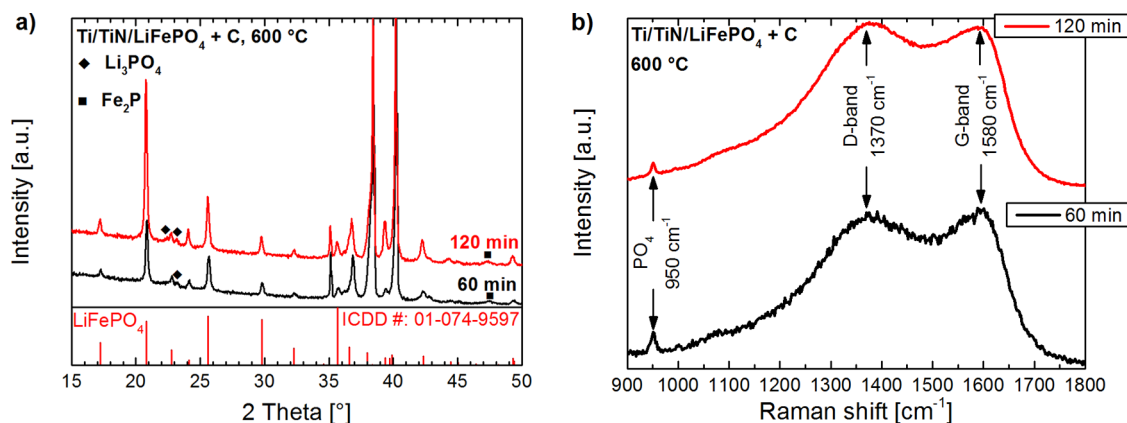 a)
Ti/TiN/LiFePO₄ + C, 600 °C
◆ Li₃PO₄
■ Fe₂P
120 min
60 min
LiFePO₄
ICDD #: 01-074-9597
Intensity [a.u.]
15 20 25 30 35 40 45 50
2 Theta [°]
b)
Ti/TiN/LiFePO₄ + C
600 °C
120 min
D-band
1370 cm⁻¹
G-band
1580 cm⁻¹
60 min
PO₄
950 cm⁻¹
Intensity [a.u.]
900 1000 1100 1200 1300 1400 1500 1600 1700 1800
Raman shift [cm⁻¹]